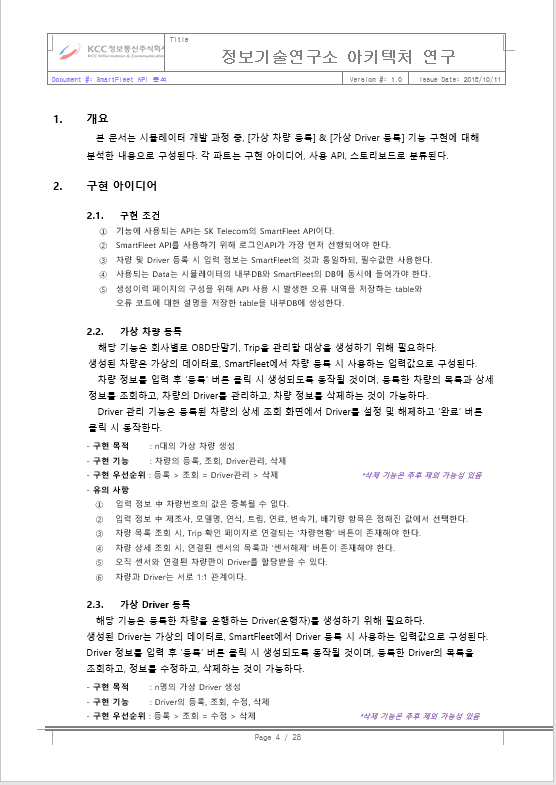 KCC정보통신주식회사
KCC Information & Communication
Title
정보기술연구소 아키텍처 연구
Document #: SmartFleet API 분석
Version #: 1.0
Issue Date: 2018/10/11
1. 개요
본 문서는 시뮬레이터 개발 과정 중, [가상 차량 등록] & [가상 Driver 등록] 기능 구현에 대해
분석한 내용으로 구성된다. 각 파트는 구현 아이디어, 사용 API, 스토리보드로 분류된다.
2. 구현 아이디어
2.1. 구현 조건
① 기능에 사용되는 API는 SK Telecom의 SmartFleet API이다.
② SmartFleet API를 사용하기 위해 로그인API가 가장 먼저 선행되어야 한다.
③ 차량 및 Driver 등록 시 입력 정보는 SmartFleet의 것과 통일하되, 필수값만 사용한다.
④ 사용되는 Data는 시뮬레이터의 내부DB와 SmartFleet의 DB에 동시에 들어가야 한다.
⑤ 생성이력 페이지의 구성을 위해 API 사용 시 발생한 오류 내역을 저장하는 table와
오류 코드에 대한 설명을 저장한 table을 내부DB에 생성한다.
2.2. 가상 차량 등록
해당 기능은 회사별로 OBD단말기, Trip을 관리할 대상을 생성하기 위해 필요하다.
생성된 차량은 가상의 데이터로, SmartFleet에서 차량 등록 시 사용하는 입력값으로 구성된다.
차량 정보를 입력 후 '등록' 버튼 클릭 시 생성되도록 동작될 것이며, 등록한 차량의 목록과 상세
정보를 조회하고, 차량의 Driver를 관리하고, 차량 정보를 삭제하는 것이 가능하다.
Driver 관리 기능은 등록된 차량의 상세 조회 화면에서 Driver를 설정 및 해제하고 '완료' 버튼
클릭 시 동작한다.
- 구현 목적 : n대의 가상 차량 생성
- 구현 기능 : 차량의 등록, 조회, Driver관리, 삭제
- 구현 우선순위 : 등록 > 조회 = Driver관리 > 삭제 *삭제 기능은 추후 제외 가능성 있음
- 유의 사항
① 입력 정보 中 차량번호의 값은 중복될 수 없다.
② 입력 정보 中 제조사, 모델명, 연식, 트림, 연료, 변속기, 배기량 항목은 정해진 값에서 선택한다.
③ 차량 목록 조회 시, Trip 확인 페이지로 연결되는 '차량현황' 버튼이 존재해야 한다.
④ 차량 상세 조회 시, 연결된 센서의 목록과 '센서해제' 버튼이 존재해야 한다.
⑤ 오직 센서와 연결된 차량만이 Driver를 할당받을 수 있다.
⑥ 차량과 Driver는 서로 1:1 관계이다.
2.3. 가상 Driver 등록
해당 기능은 등록한 차량을 운행하는 Driver(운행자)를 생성하기 위해 필요하다.
생성된 Driver는 가상의 데이터로, SmartFleet에서 Driver 등록 시 사용하는 입력값으로 구성된다.
Driver 정보를 입력 후 '등록' 버튼 클릭 시 생성되도록 동작될 것이며, 등록한 Driver의 목록을
조회하고, 정보를 수정하고, 삭제하는 것이 가능하다.
- 구현 목적 : n명의 가상 Driver 생성
- 구현 기능 : Driver의 등록, 조회, 수정, 삭제
- 구현 우선순위 : 등록 > 조회 = 수정 > 삭제 *삭제 기능은 추후 제외 가능성 있음
Page 4 / 28